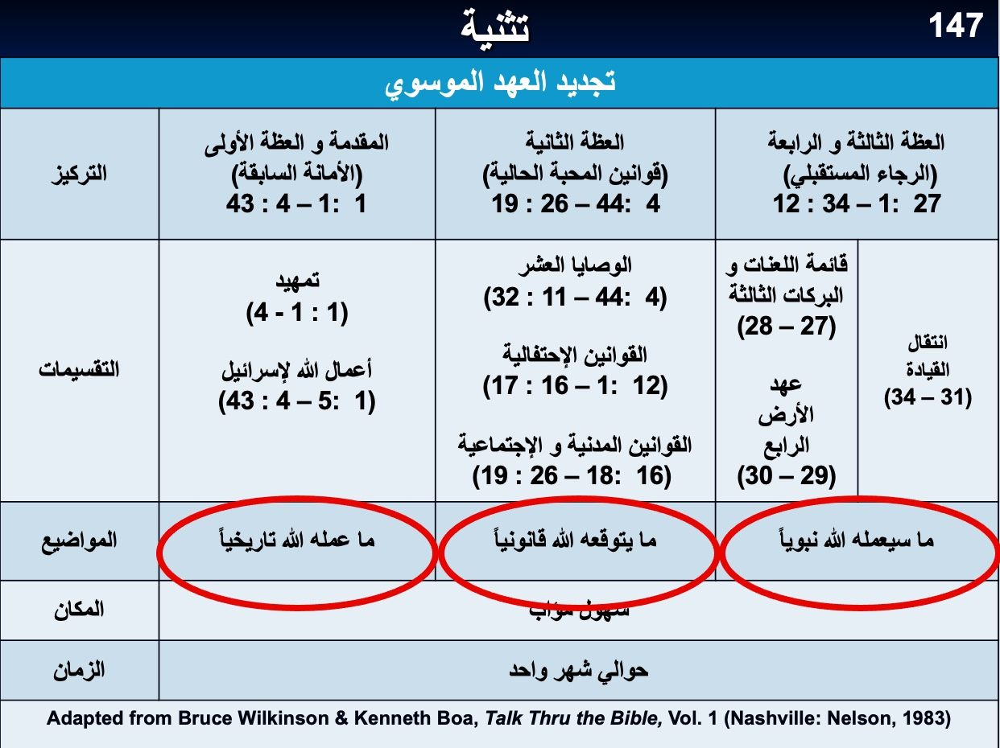 تثنية
147
تجديد العهد الموسوي
التركيز
المقدمة و العظة الأولى
(الأمانة السابقة)
43 : 4 – 1: 1
العظة الثانية
(قوانين المحبة الحالية)
19 : 26 – 44: 4
العظة الثالثة و الرابعة
(الرجاء المستقبلي)
12 : 34 – 1: 27
التقسيمات
تمهيد
(4 - 1 : 1)
أعمال الله لإسرائيل
(43 : 4 – 5: 1)
الوصايا العشر
(32 : 11 – 44: 4)
القوانين الإحتفالية
(17 : 16 – 1: 12)
القوانين المدنية و الإجتماعية
(19 : 26 – 18: 16)
قائمة اللعنات و
البركات الثالثة
(28 – 27)
عهد
الأرض
الرابع
(30 – 29)
انتقال
القيادة
(34 – 31)
المواضيع
ما عمله الله تاريخياً
ما يتوقعه الله قانونياً
ما سيعمله الله نبوياً
المكان
سهول مؤاب
الزمان
حوالي شهر واحد
Adapted from Bruce Wilkinson & Kenneth Boa, Talk Thru the Bible, Vol. 1 (Nashville: Nelson, 1983)